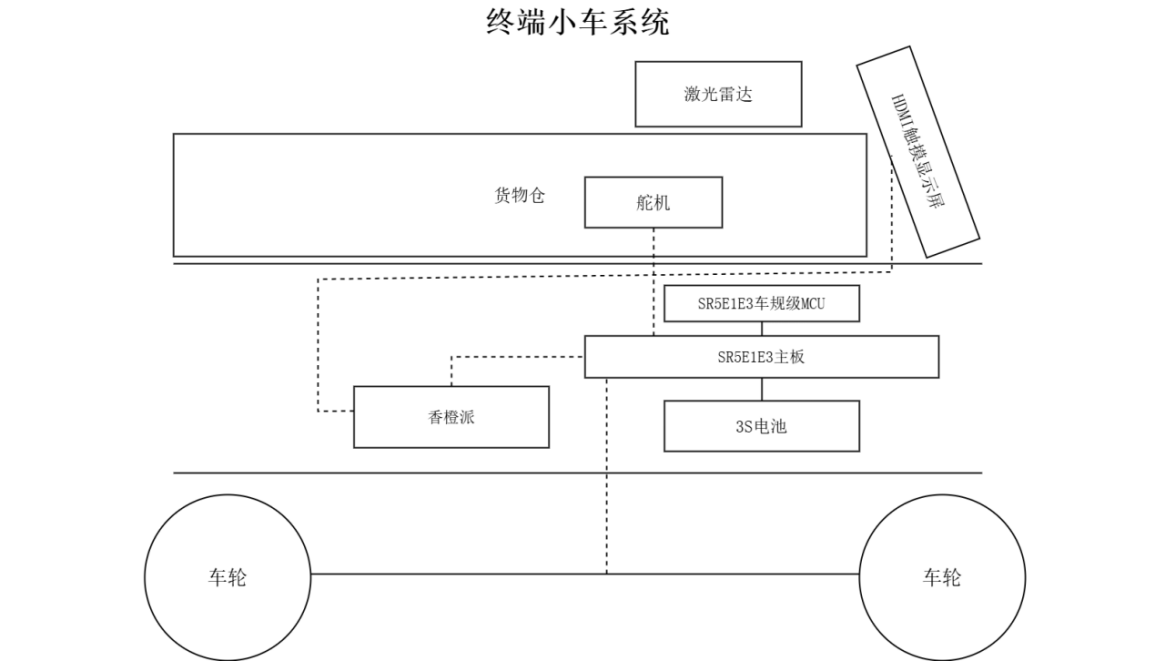 终端小车系统
激光雷达
HDMI触摸显示屏
货物仓
舵机
SR5E1E3车规级MCU
SR5E1E3主板
香橙派
3S电池
车轮
车轮